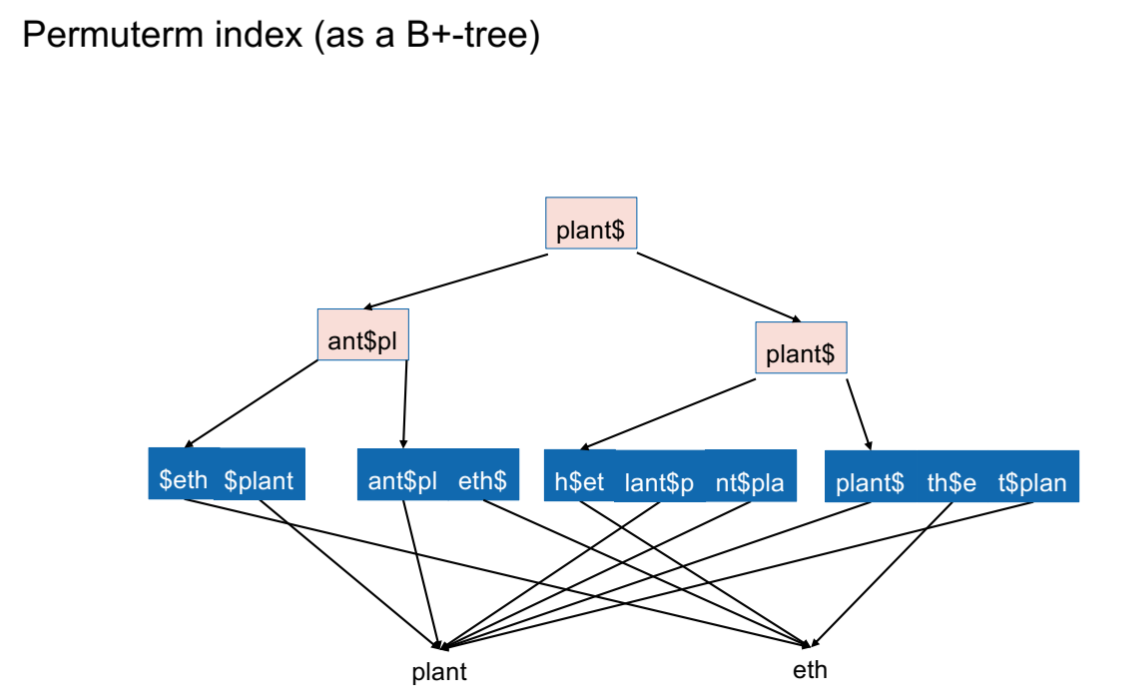 Permuterm index (as a B+-tree)
plant$
ant$pl
plant$
$eth $plant
ant$pl eth$
h$et lant$p nt$pla
plant$ th$e t$plan
plant
eth